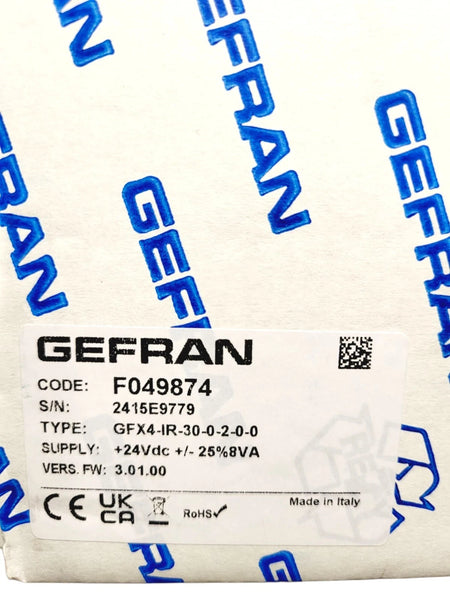 GEFRAN
GEFRAN
GEFRAN
GEFRAN
GEFRAN
CODE: F049874
S/N: 2415E9779
TYPE: GFX4-IR-30-0-2-0-0
SUPPLY: +24Vdc +/- 25%8VA
VERS. FW: 3.01.00
Made in Italy
CE UK CA RoHS✓